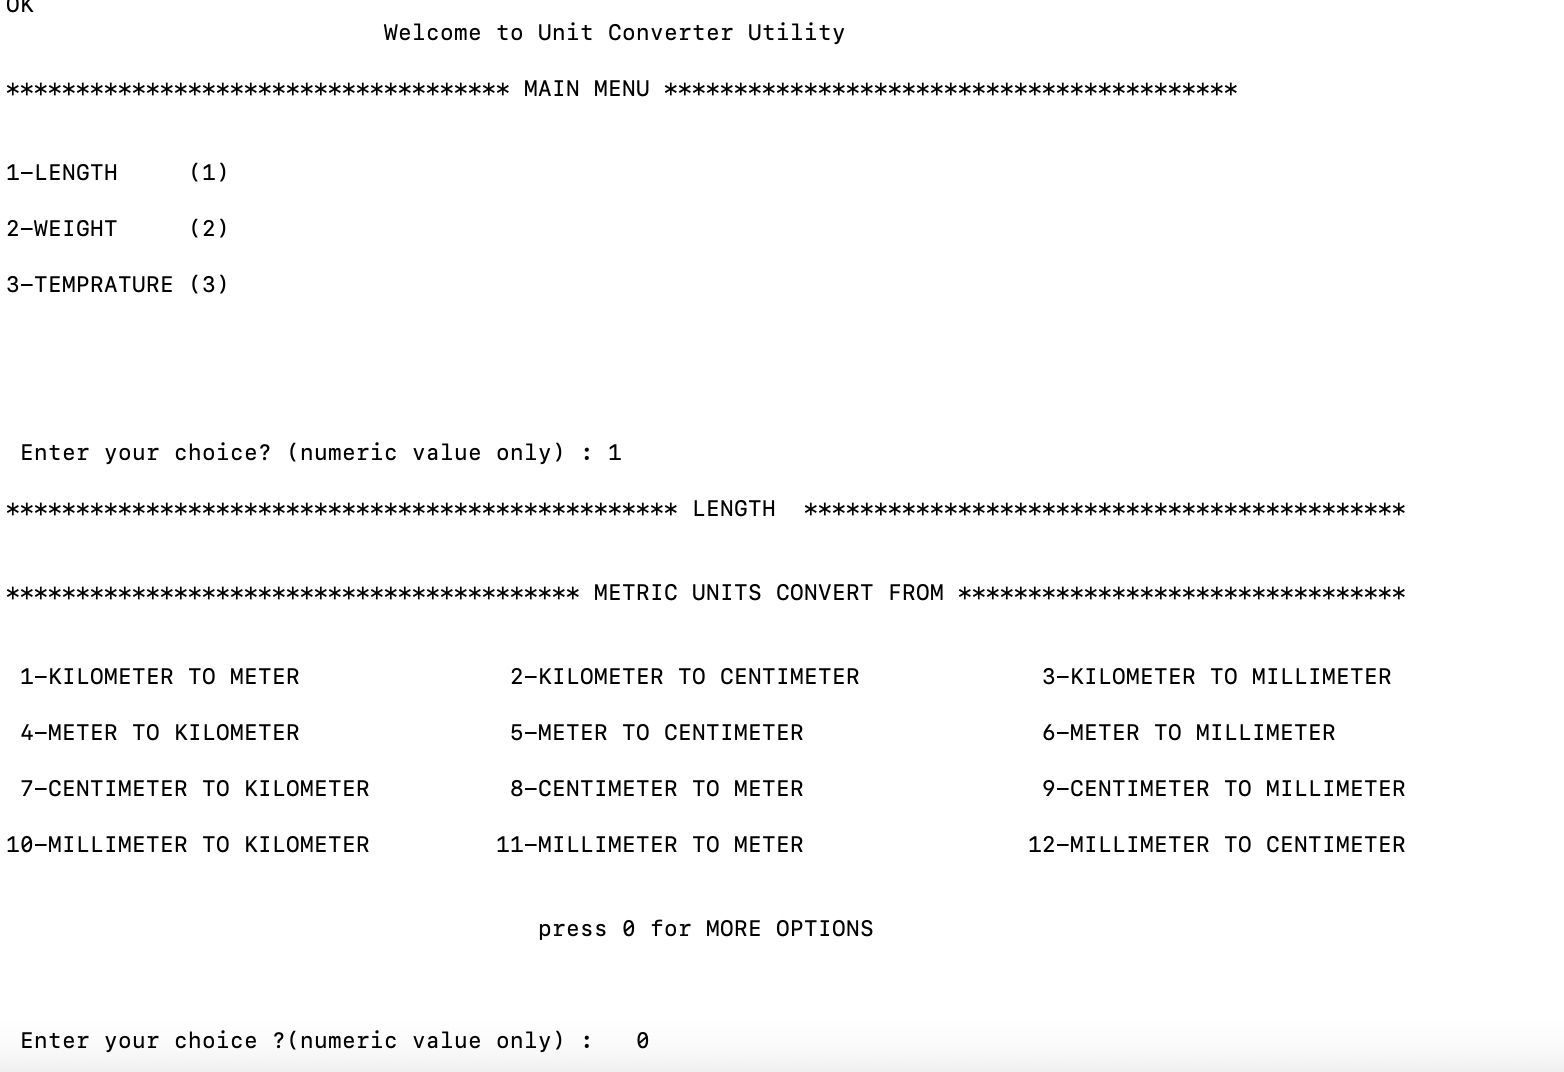 OK
Welcome to Unit Converter Utility
************************************ MAIN MENU *****************************************
1-LENGTH     (1)
2-WEIGHT     (2)
3-TEMPRATURE (3)
Enter your choice? (numeric value only) : 1
************************************************ LENGTH  *******************************************
***************************************** METRIC UNITS CONVERT FROM ********************************
1-KILOMETER TO METER               2-KILOMETER TO CENTIMETER             3-KILOMETER TO MILLIMETER
4-METER TO KILOMETER               5-METER TO CENTIMETER                 6-METER TO MILLIMETER
7-CENTIMETER TO KILOMETER          8-CENTIMETER TO METER                 9-CENTIMETER TO MILLIMETER
10-MILLIMETER TO KILOMETER         11-MILLIMETER TO METER                12-MILLIMETER TO CENTIMETER
press 0 for MORE OPTIONS
Enter your choice ?(numeric value only) :   0